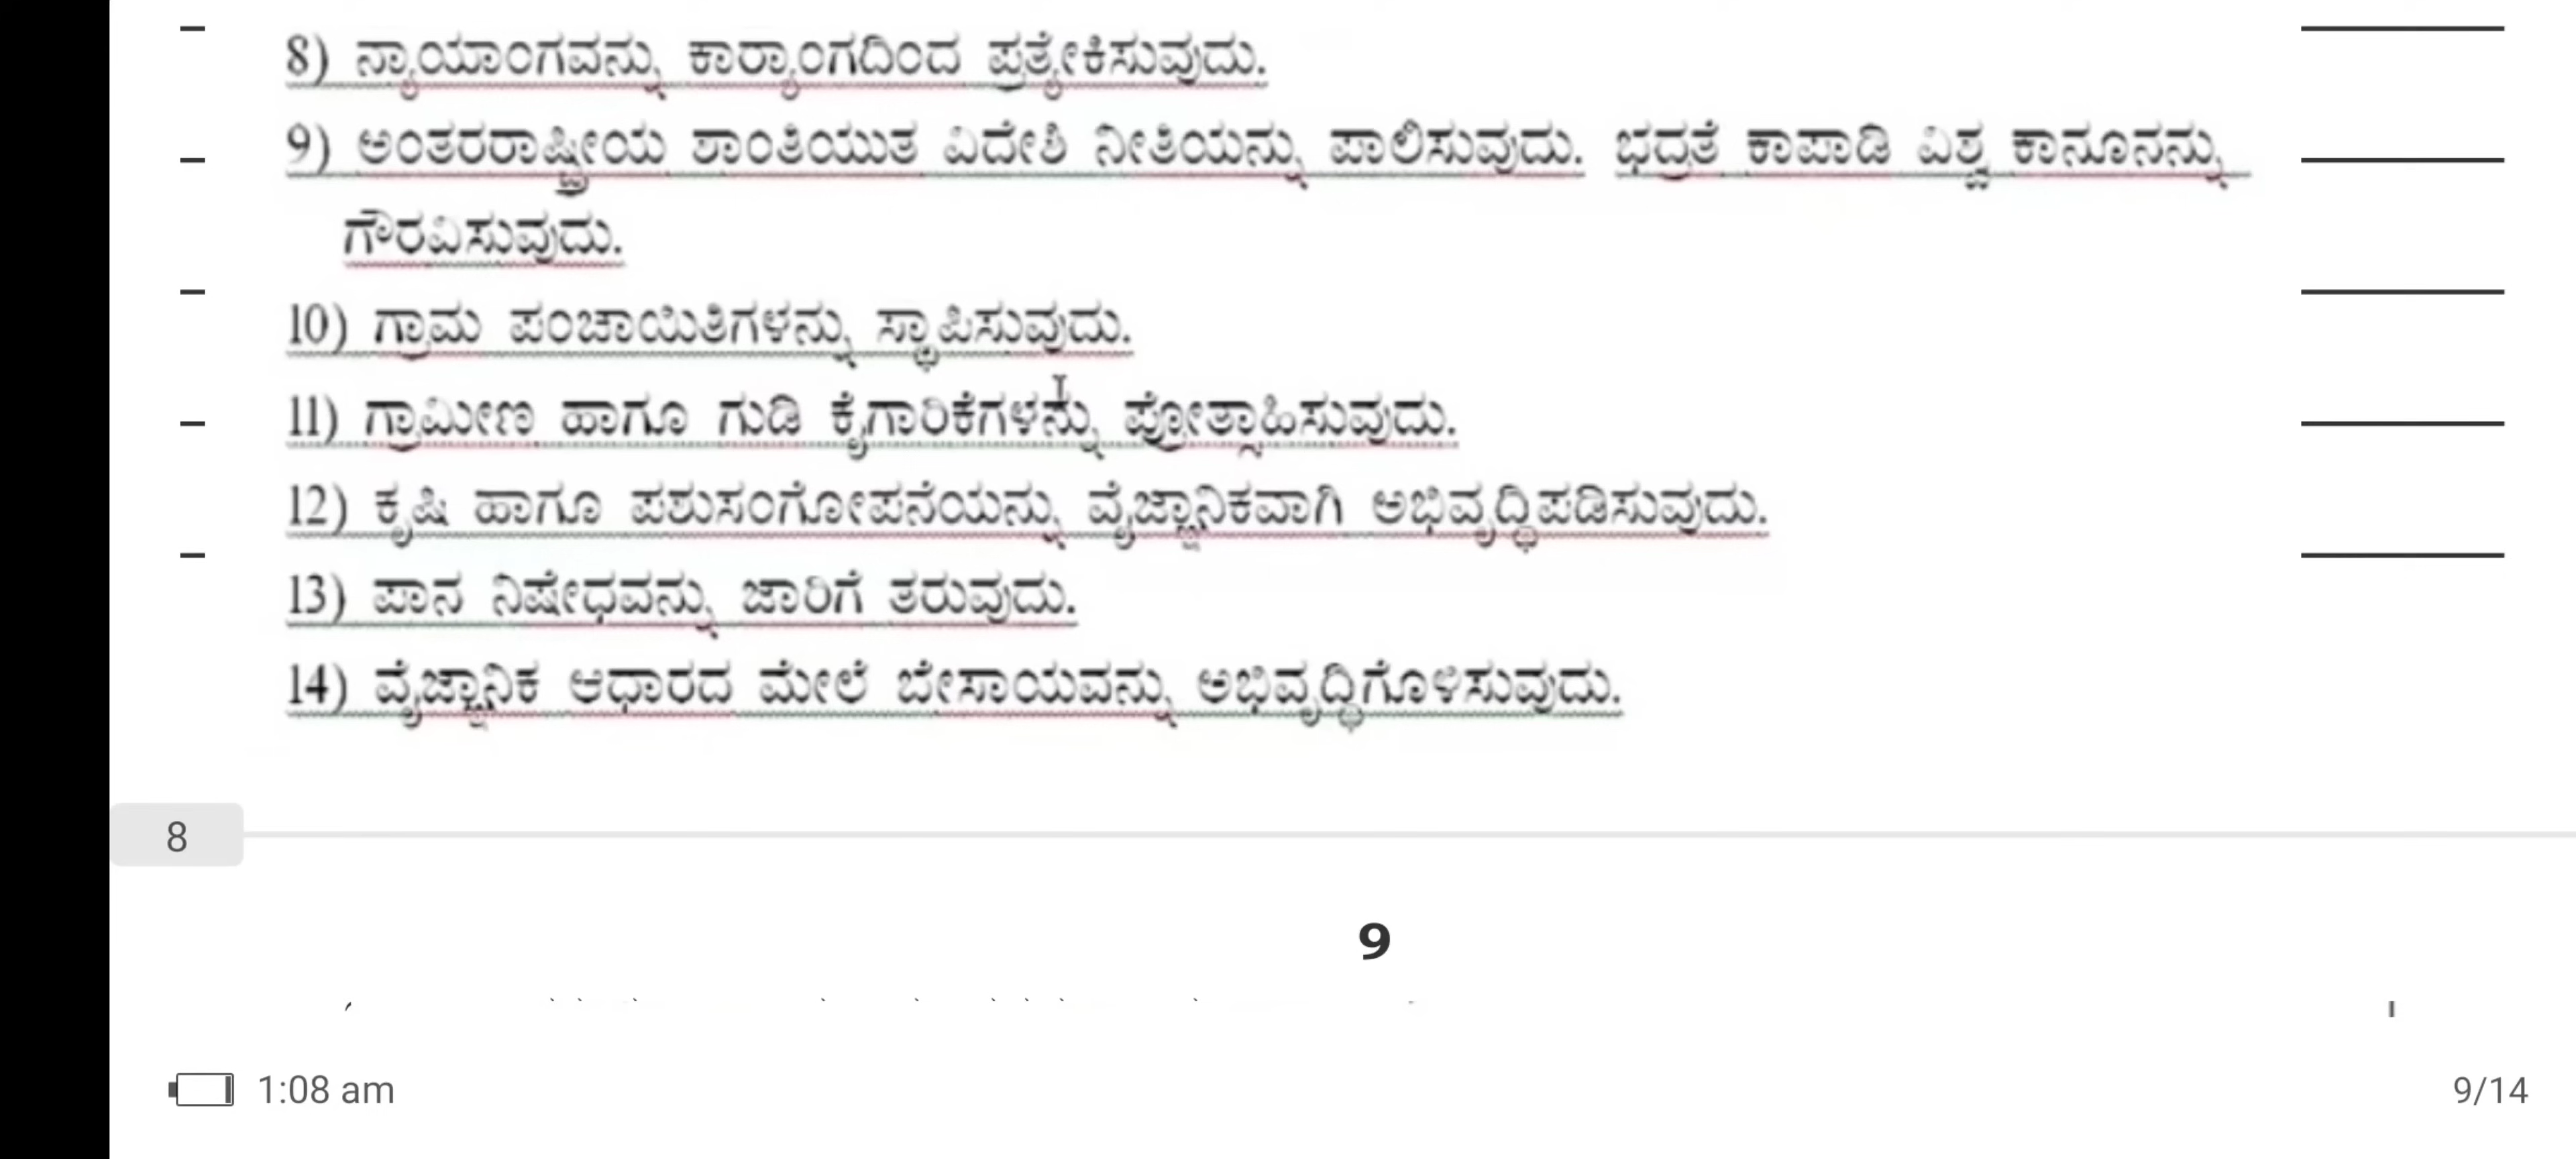 8) ನ್ಯಾಯಾಂಗವನ್ನು ಕಾರ್ಯಾಂಗದಿಂದ ಪ್ರತ್ಯೇಕಿಸುವುದು.
9) ಅಂತರರಾಷ್ಟ್ರೀಯ ಶಾಂತಿಯುತ ವಿದೇಶಿ ನೀತಿಯನ್ನು ಪಾಲಿಸುವುದು. ಭದ್ರತೆ ಕಾಪಾಡಿ ವಿಶ್ವ ಕಾನೂನನ್ನು
ಗೌರವಿಸುವುದು.
10) ಗ್ರಾಮ ಪಂಚಾಯಿತಿಗಳನ್ನು ಸ್ಥಾಪಿಸುವುದು.
11) ಗ್ರಾಮೀಣ ಹಾಗೂ ಗುಡಿ ಕೈಗಾರಿಕೆಗಳನ್ನು ಪ್ರೋತ್ಸಾಹಿಸುವುದು.
12) ಕೃಷಿ ಹಾಗೂ ಪಶುಸಂಗೋಪನೆಯನ್ನು ವೈಜ್ಞಾನಿಕವಾಗಿ ಅಭಿವೃದ್ಧಿಪಡಿಸುವುದು.
13) ಪಾನ ನಿಷೇಧವನ್ನು ಜಾರಿಗೆ ತರುವುದು.
14) ವೈಜ್ಞಾನಿಕ ಆಧಾರದ ಮೇಲೆ ಬೇಸಾಯವನ್ನು ಅಭಿವೃದ್ಧಿಗೊಳಿಸುವುದು.
8
9
1:08 am 9/14